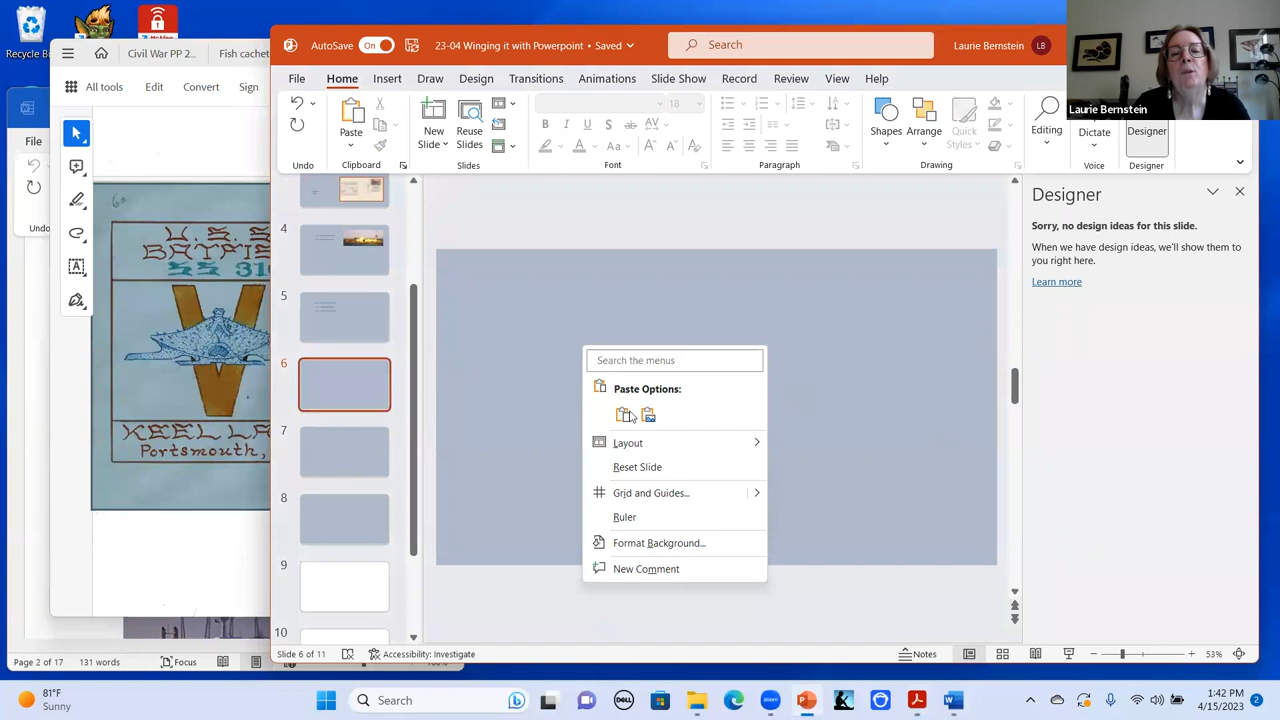 AutoSave On 23-04 Winging it with Powerpoint • Saved Search Laurie Bernstein LB
Laurie Bernstein
Recycle Bin
Civil War PP 2
Fish cachet
All tools Edit Convert Sign
File Home Insert Draw Design Transitions Animations Slide Show Record Review View Help
Paste New Slide Reuse Slides 18 Shapes Arrange Quick Styles Editing Dictate Designer
Undo Clipboard Slides Font Paragraph Drawing Voice Designer
File
Undo
U.S.S.
SS 310
V
KEEL LA
Portsmouth,
4
5
6
7
8
9
10
Search the menus
Paste Options:
Layout
Reset Slide
Grid and Guides...
Ruler
Format Background...
New Comment
Designer
Sorry, no design ideas for this slide.
When we have design ideas, we'll show them to
you right here.
Learn more
Page 2 of 17 131 words Focus
Slide 6 of 11 Accessibility: Investigate Notes 53%
81°F
Sunny
Search
DELL
1:42 PM
4/15/2023
2